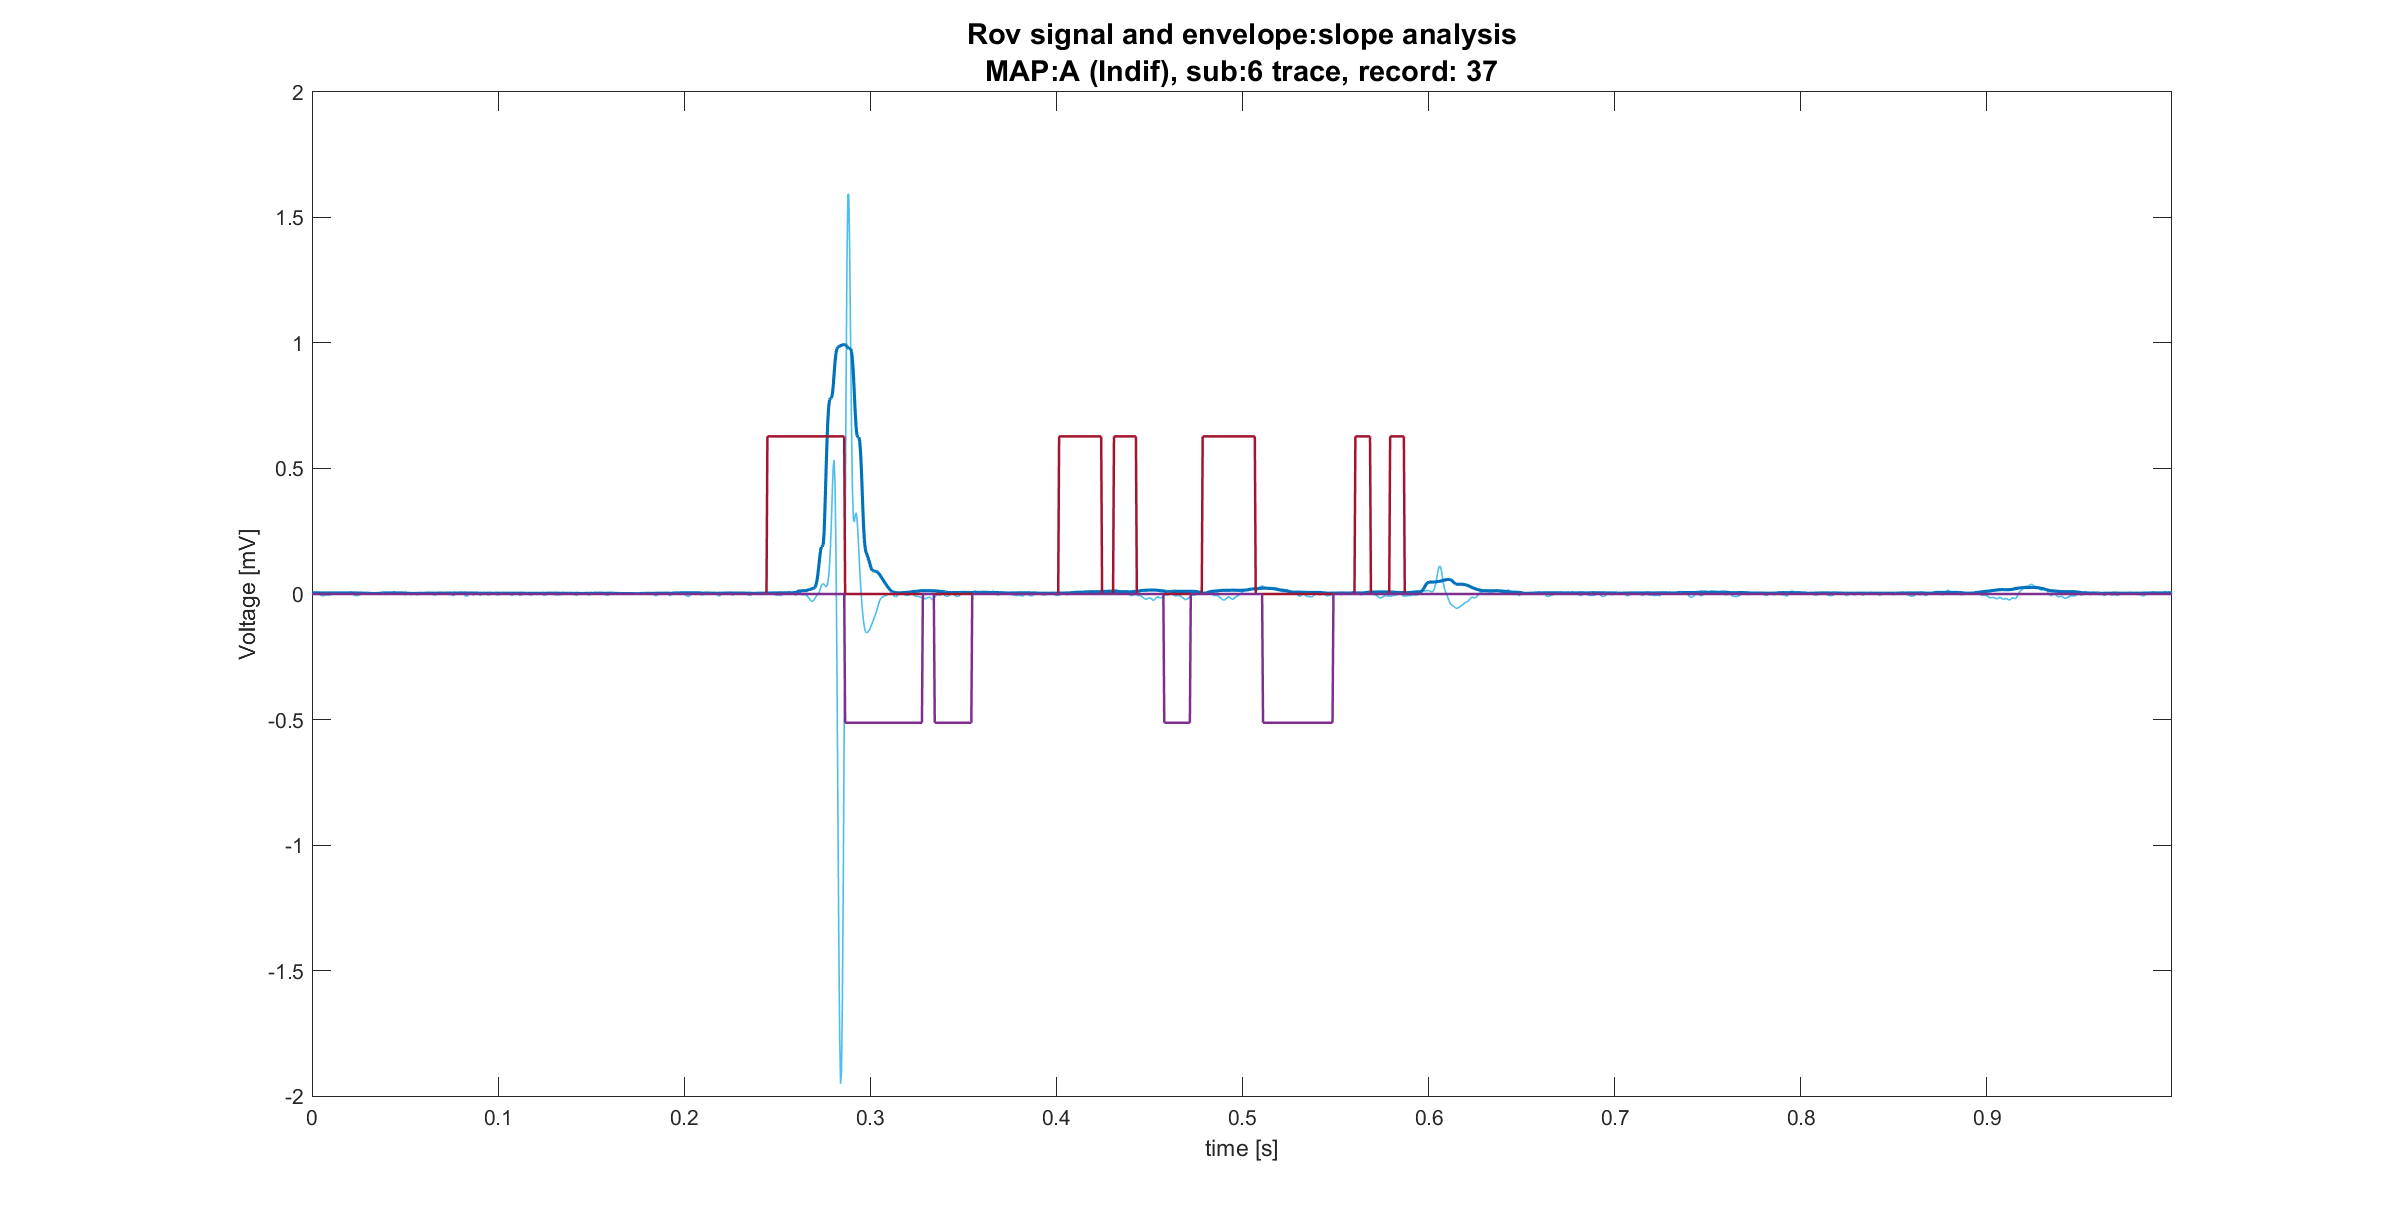 Rov signal and envelope:slope analysis
MAP:A (Indif), sub:6 trace, record: 37
2
1.5
1
0.5
0
-0.5
-1
-1.5
-2
Voltage [mV]
0 0.1 0.2 0.3 0.4 0.5 0.6 0.7 0.8 0.9
time [s]